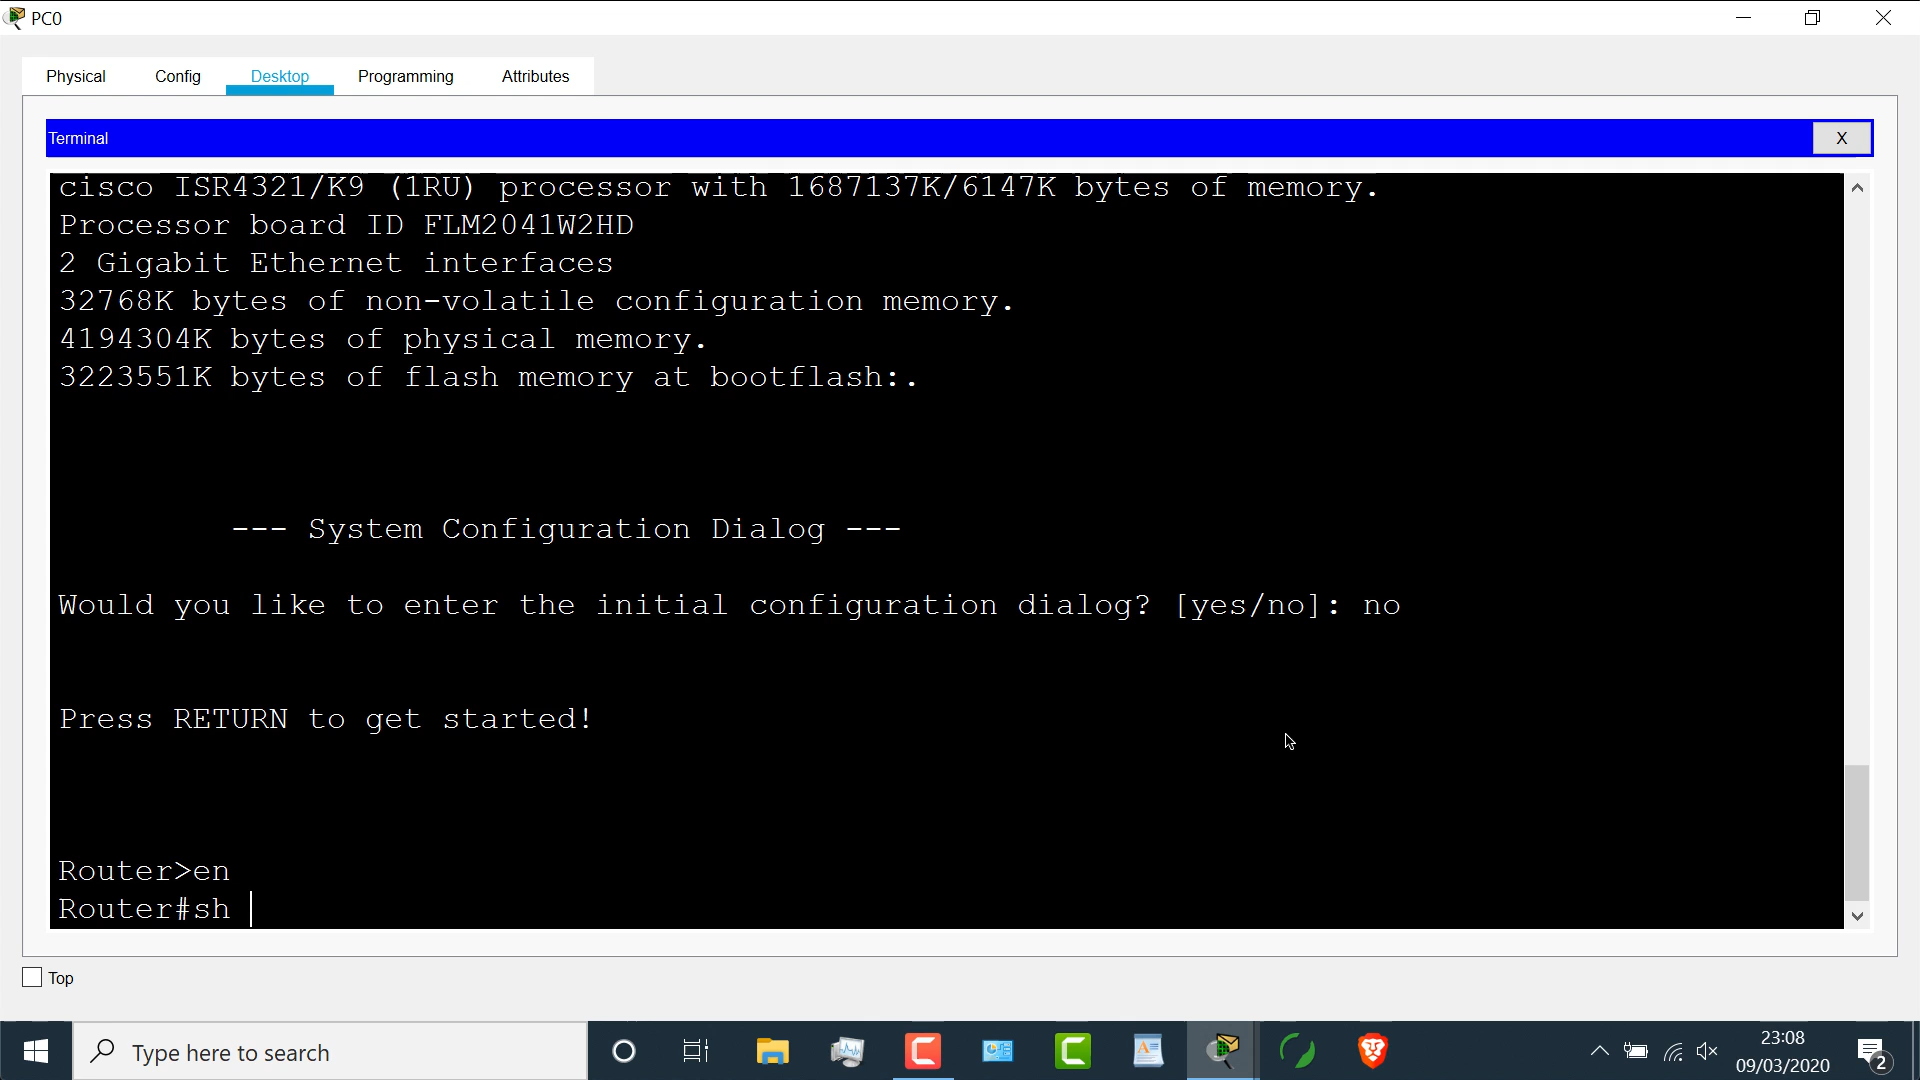 PC0
Physical Config Desktop Programming Attributes
Terminal X
cisco ISR4321/K9 (1RU) processor with 1687137K/6147K bytes of memory.
Processor board ID FLM2041W2HD
2 Gigabit Ethernet interfaces
32768K bytes of non-volatile configuration memory.
4194304K bytes of physical memory.
3223551K bytes of flash memory at bootflash:.
--- System Configuration Dialog ---
Would you like to enter the initial configuration dialog? [yes/no]: no
Press RETURN to get started!
Router>en
Router#sh
Top
Type here to search
23:08
09/03/2020
2